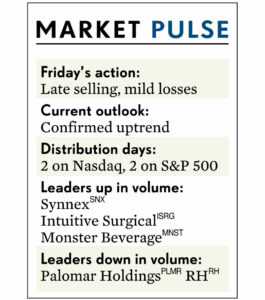 MARKET PULSE
Friday's action:
Late selling, mild losses
Current outlook:
Confirmed uptrend
Distribution days:
2 on Nasdaq, 2 on S&P 500
Leaders up in volume:
Synnex SNX
Intuitive Surgical ISRG
Monster Beverage MNST
Leaders down in volume:
Palomar Holdings PLMR RH RH